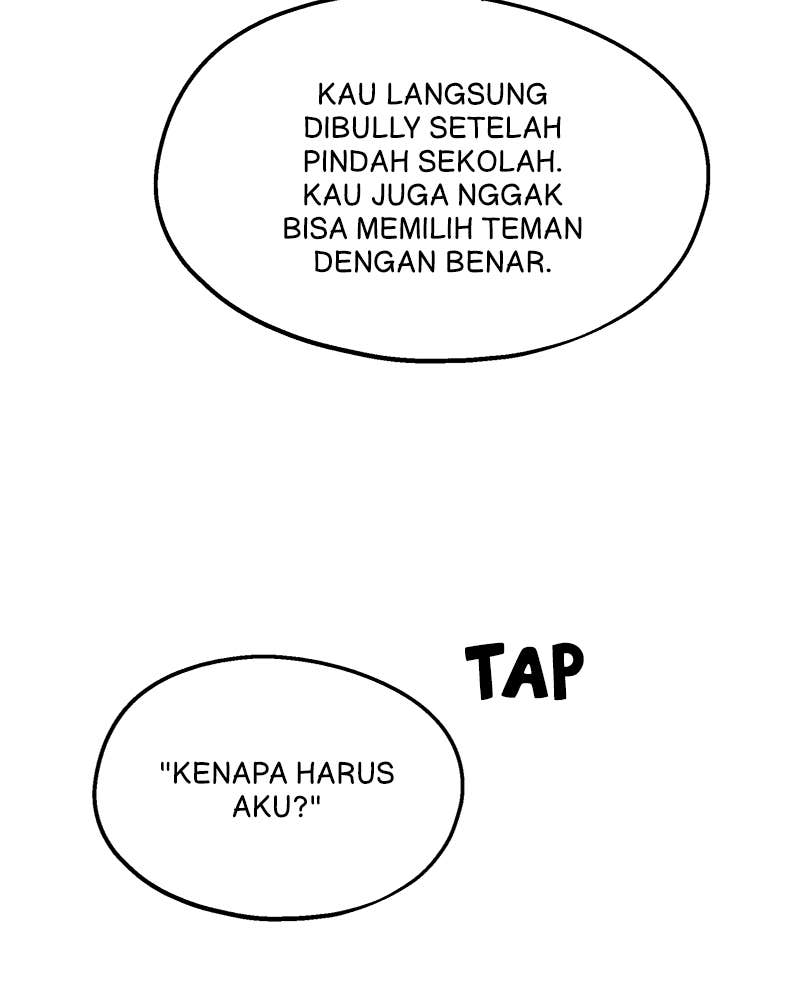 KAU LANGSUNG
DIBULLY SETELAH
PINDAH SEKOLAH.
KAU JUGA NGGAK
BISA MEMILIH TEMAN
DENGAN BENAR.
TAP
"KENAPA HARUS
AKU?"